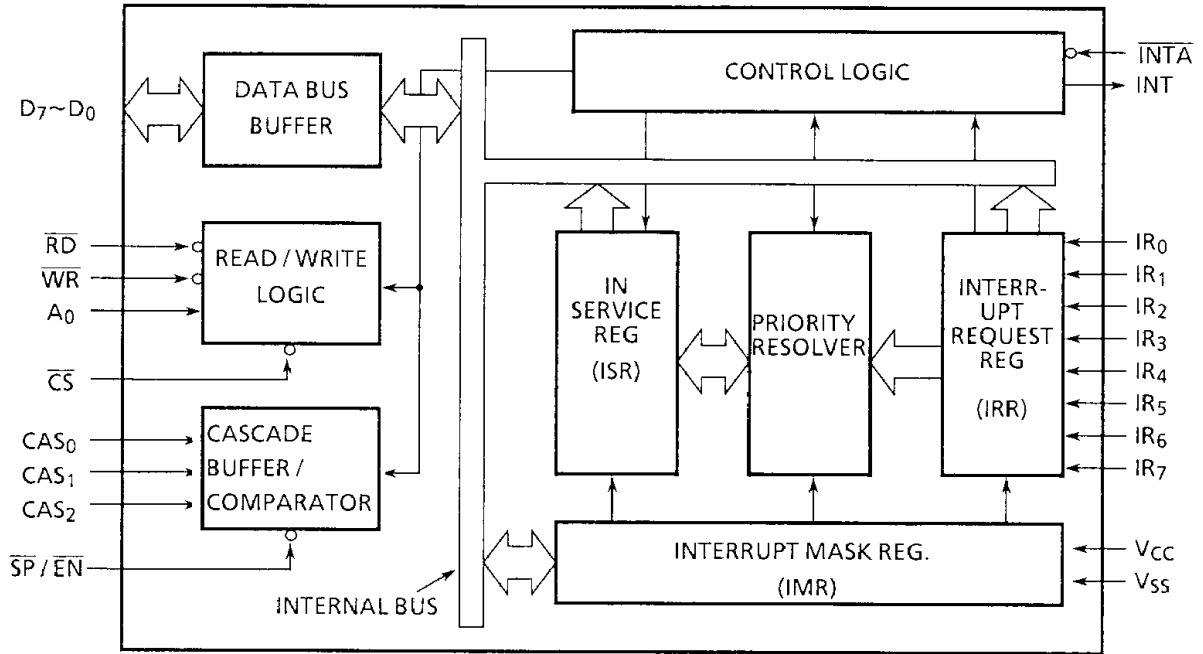 D7~D0
DATA BUS
BUFFER
CONTROL LOGIC
INTA
INT
RD
WR
A0
READ / WRITE
LOGIC
CS
CAS0
CAS1
CAS2
CASCADE
BUFFER /
COMPARATOR
SP / EN
INTERNAL BUS
IN
SERVICE
REG
(ISR)
PRIORITY
RESOLVER
INTERR-
UPT
REQUEST
REG
(IRR)
IR0
IR1
IR2
IR3
IR4
IR5
IR6
IR7
INTERRUPT MASK REG.
(IMR)
VCC
VSS